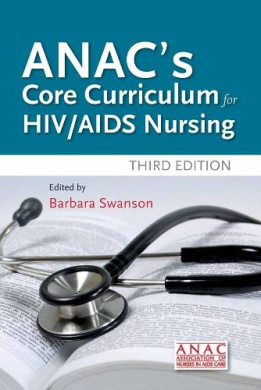 ANAC's
Core Curriculum for
HIV/AIDS Nursing
THIRD EDITION
Edited by
Barbara Swanson
ANAC
ASSOCIATION OF
NURSES IN AIDS CARE